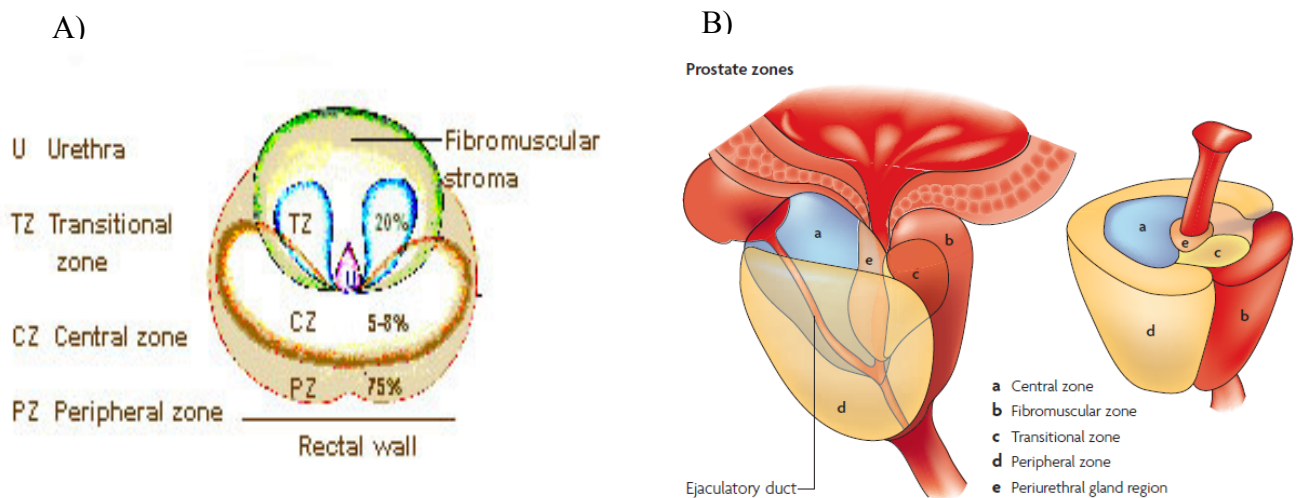 A)
U Urethra
TZ Transitional
zone
CZ Central zone
PZ Peripheral zone
Fibromuscular
stroma
TZ 20%
U
CZ 5-8%
PZ 75%
Rectal wall
B)
Prostate zones
a
e
b
c
d
Ejaculatory duct
a
e
c
d
b
a Central zone
b Fibromuscular zone
c Transitional zone
d Peripheral zone
e Periurethral gland region